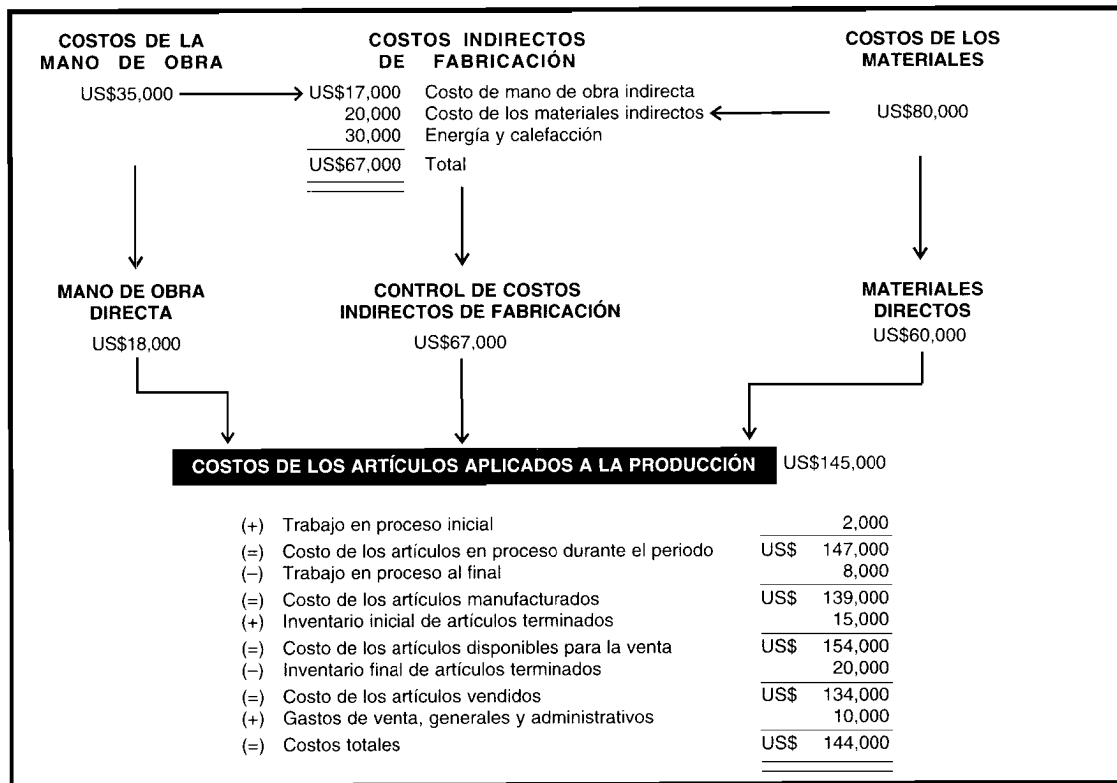 COSTOS DE LA
MANO DE OBRA
US$35,000
COSTOS INDIRECTOS
DE FABRICACIÓN
US$17,000 Costo de mano de obra indirecta
20,000 Costo de los materiales indirectos
30,000 Energía y calefacción
US$67,000 Total
COSTOS DE LOS
MATERIALES
US$80,000
MANO DE OBRA
DIRECTA
US$18,000
CONTROL DE COSTOS
INDIRECTOS DE FABRICACIÓN
US$67,000
MATERIALES
DIRECTOS
US$60,000
COSTOS DE LOS ARTÍCULOS APLICADOS A LA PRODUCCIÓN US$145,000
(+) Trabajo en proceso inicial 2,000
(=) Costo de los artículos en proceso durante el periodo US$ 147,000
(−) Trabajo en proceso al final 8,000
(=) Costo de los artículos manufacturados US$ 139,000
(+) Inventario inicial de artículos terminados 15,000
(=) Costo de los artículos disponibles para la venta US$ 154,000
(−) Inventario final de artículos terminados 20,000
(=) Costo de los artículos vendidos US$ 134,000
(+) Gastos de venta, generales y administrativos 10,000
(=) Costos totales US$ 144,000